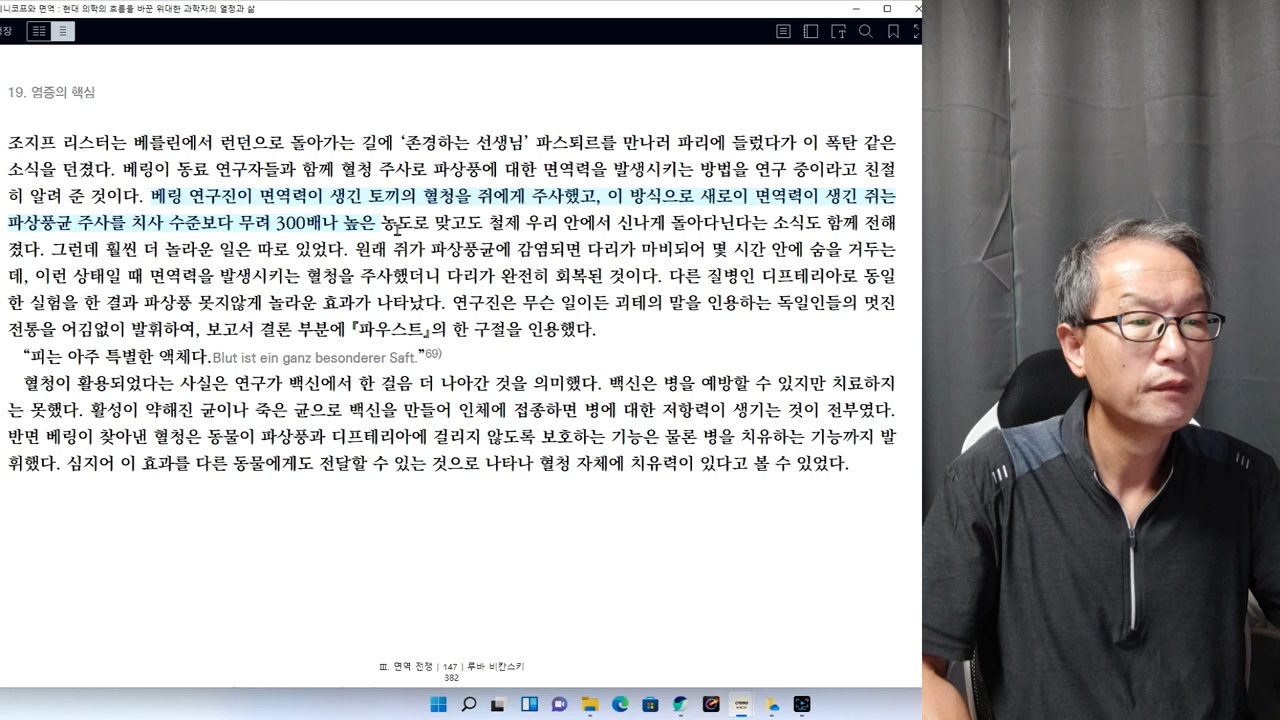 니코프와 면역 : 현대 의학의 흐름을 바꾼 위대한 과학자의 열정과 삶
장
19. 염증의 핵심
조지프 리스터는 베를린에서 런던으로 돌아가는 길에 ‘존경하는 선생님’ 파스퇴르를 만나러 파리에 들렀다가 이 폭탄 같은
소식을 던졌다. 베링이 동료 연구자들과 함께 혈청 주사로 파상풍에 대한 면역력을 발생시키는 방법을 연구 중이라고 친절
히 알려 준 것이다. 베링 연구진이 면역력이 생긴 토끼의 혈청을 쥐에게 주사했고, 이 방식으로 새로이 면역력이 생긴 쥐는
파상풍균 주사를 치사 수준보다 무려 300배나 높은 농도로 맞고도 철제 우리 안에서 신나게 돌아다닌다는 소식도 함께 전해
졌다. 그런데 훨씬 더 놀라운 일은 따로 있었다. 원래 쥐가 파상풍균에 감염되면 다리가 마비되어 몇 시간 안에 숨을 거두는
데, 이런 상태일 때 면역력을 발생시키는 혈청을 주사했더니 다리가 완전히 회복된 것이다. 다른 질병인 디프테리아로 동일
한 실험을 한 결과 파상풍 못지않게 놀라운 효과가 나타났다. 연구진은 무슨 일이든 괴테의 말을 인용하는 독일인들의 멋진
전통을 어김없이 발휘하여, 보고서 결론 부분에 『파우스트』의 한 구절을 인용했다.
“피는 아주 특별한 액체다.Blut ist ein ganz besonderer Saft.”69)
혈청이 활용되었다는 사실은 연구가 백신에서 한 걸음 더 나아간 것을 의미했다. 백신은 병을 예방할 수 있지만 치료하지
는 못했다. 활성이 약해진 균이나 죽은 균으로 백신을 만들어 인체에 접종하면 병에 대한 저항력이 생기는 것이 전부였다.
반면 베링이 찾아낸 혈청은 동물이 파상풍과 디프테리아에 걸리지 않도록 보호하는 기능은 물론 병을 치유하는 기능까지 발
휘했다. 심지어 이 효과를 다른 동물에게도 전달할 수 있는 것으로 나타나 혈청 자체에 치유력이 있다고 볼 수 있었다.
III. 면역 전쟁 | 147 | 루바 비칸스키
382